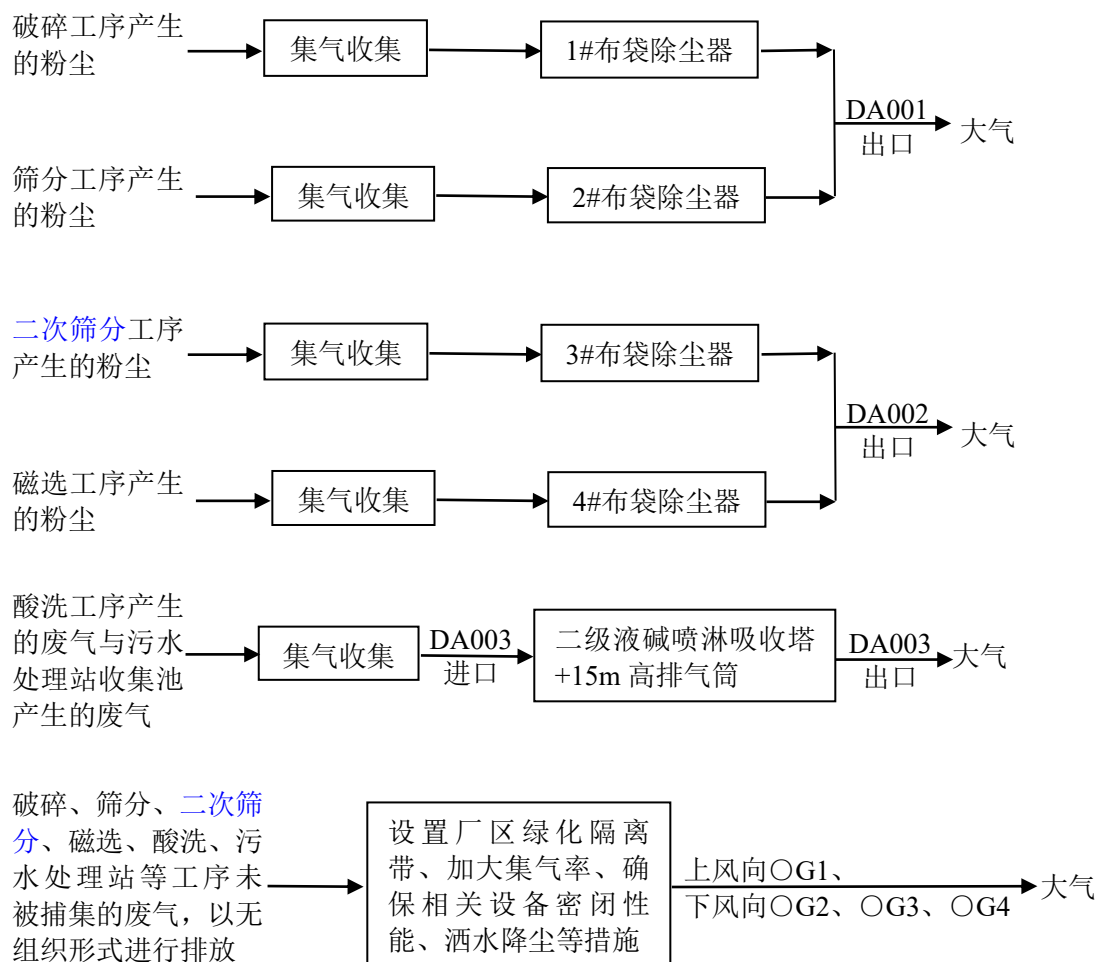 破碎工序产生
的粉尘
集气收集
1#布袋除尘器
DA001
出口
大气
筛分工序产生
的粉尘
集气收集
2#布袋除尘器
二次筛分工序
产生的粉尘
集气收集
3#布袋除尘器
DA002
出口
大气
磁选工序产生
的粉尘
集气收集
4#布袋除尘器
酸洗工序产生
的废气与污水
处理站收集池
产生的废气
集气收集
DA003
进口
二级液碱喷淋吸收塔
+15m 高排气筒
DA003
出口
大气
破碎、筛分、二次筛
分、磁选、酸洗、污
水处理站等工序未
被捕集的废气，以无
组织形式进行排放
设置厂区绿化隔离
带、加大集气率、确
保相关设备密闭性
能、洒水降尘等措施
上风向○G1、
下风向○G2、○G3、○G4
大气